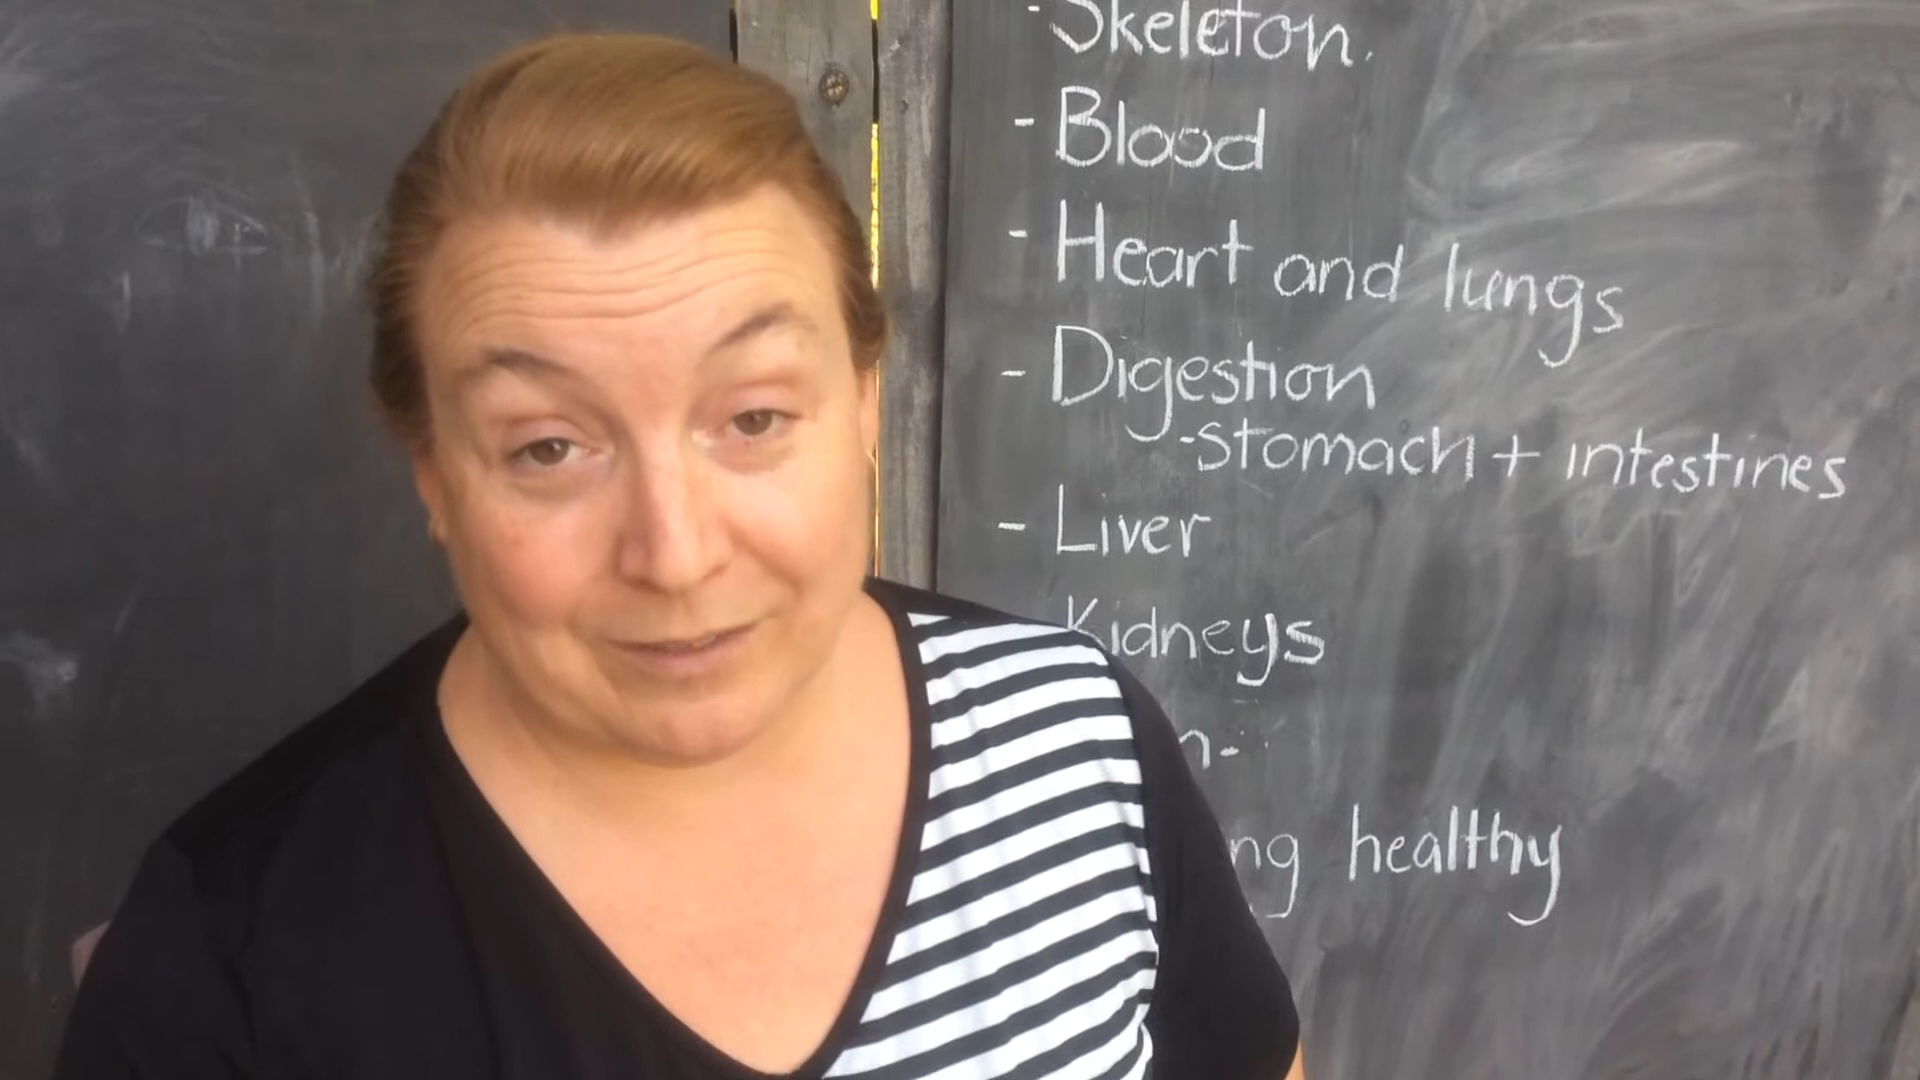 - Skeleton.
- Blood
- Heart and lungs
- Digestion
- stomach + intestines
- Liver
Kidneys
healthy